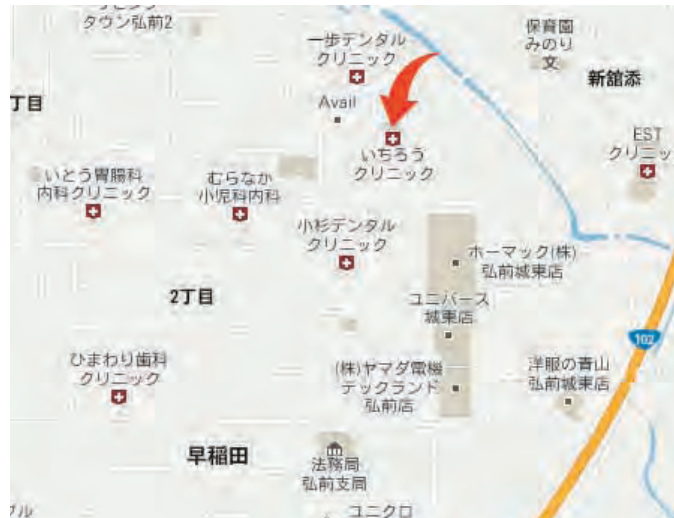 タウン弘前2
一歩デンタル
クリニック
保育園
みのり
文
新舘添
丁目
Avail
いちろう
クリニック
EST
クリニッ
いとう胃腸科
内科クリニック
むらなか
小児科内科
小杉デンタル
クリニック
ホーマック(株)
弘前城東店
2丁目
ユニバース
城東店
102
ひまわり歯科
クリニック
(株)ヤマダ電機
テックランド
弘前店
洋服の青山
弘前城東店
早稲田
法務局
弘前支局
ユニクロ